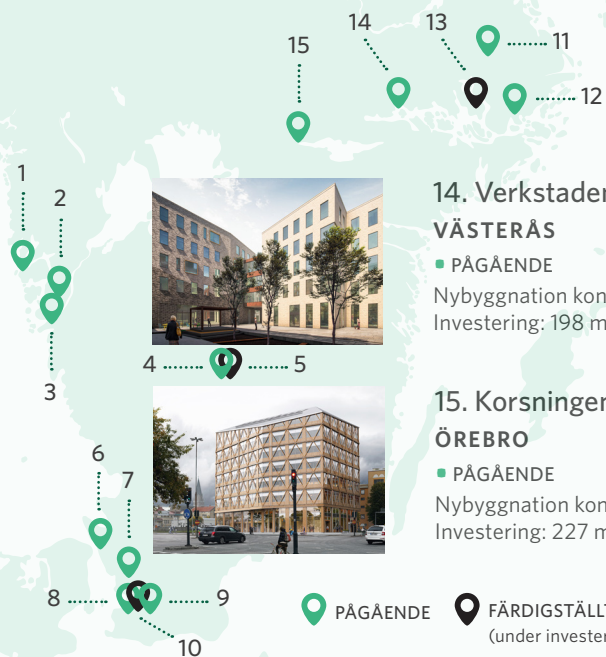 14
13
15
11
12
1
2
14. Verkstaden
VÄSTERÅS
PÅGÅENDE
Nybyggnation kon
Investering: 198 m
3
4
5
15. Korsningen
ÖREBRO
PÅGÅENDE
Nybyggnation kon
Investering: 227 m
6
7
8
9
10
PÅGÅENDE
FÄRDIGSTÄLLT
(under invester